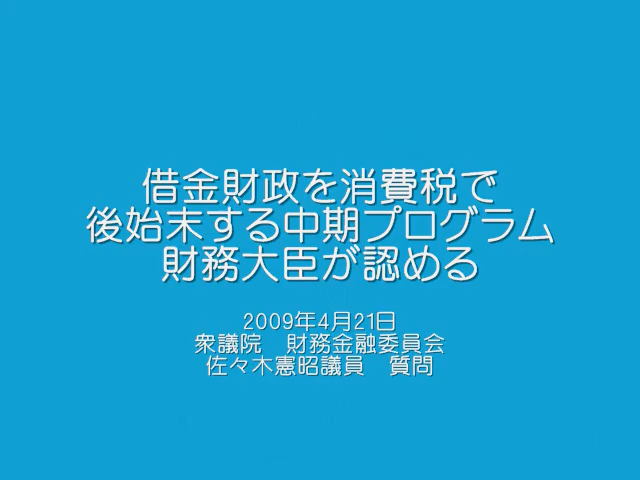 借金財政を消費税で
後始末する中期プログラム
財務大臣が認める
2009年4月21日
衆議院　財務金融委員会
佐々木憲昭議員　質問